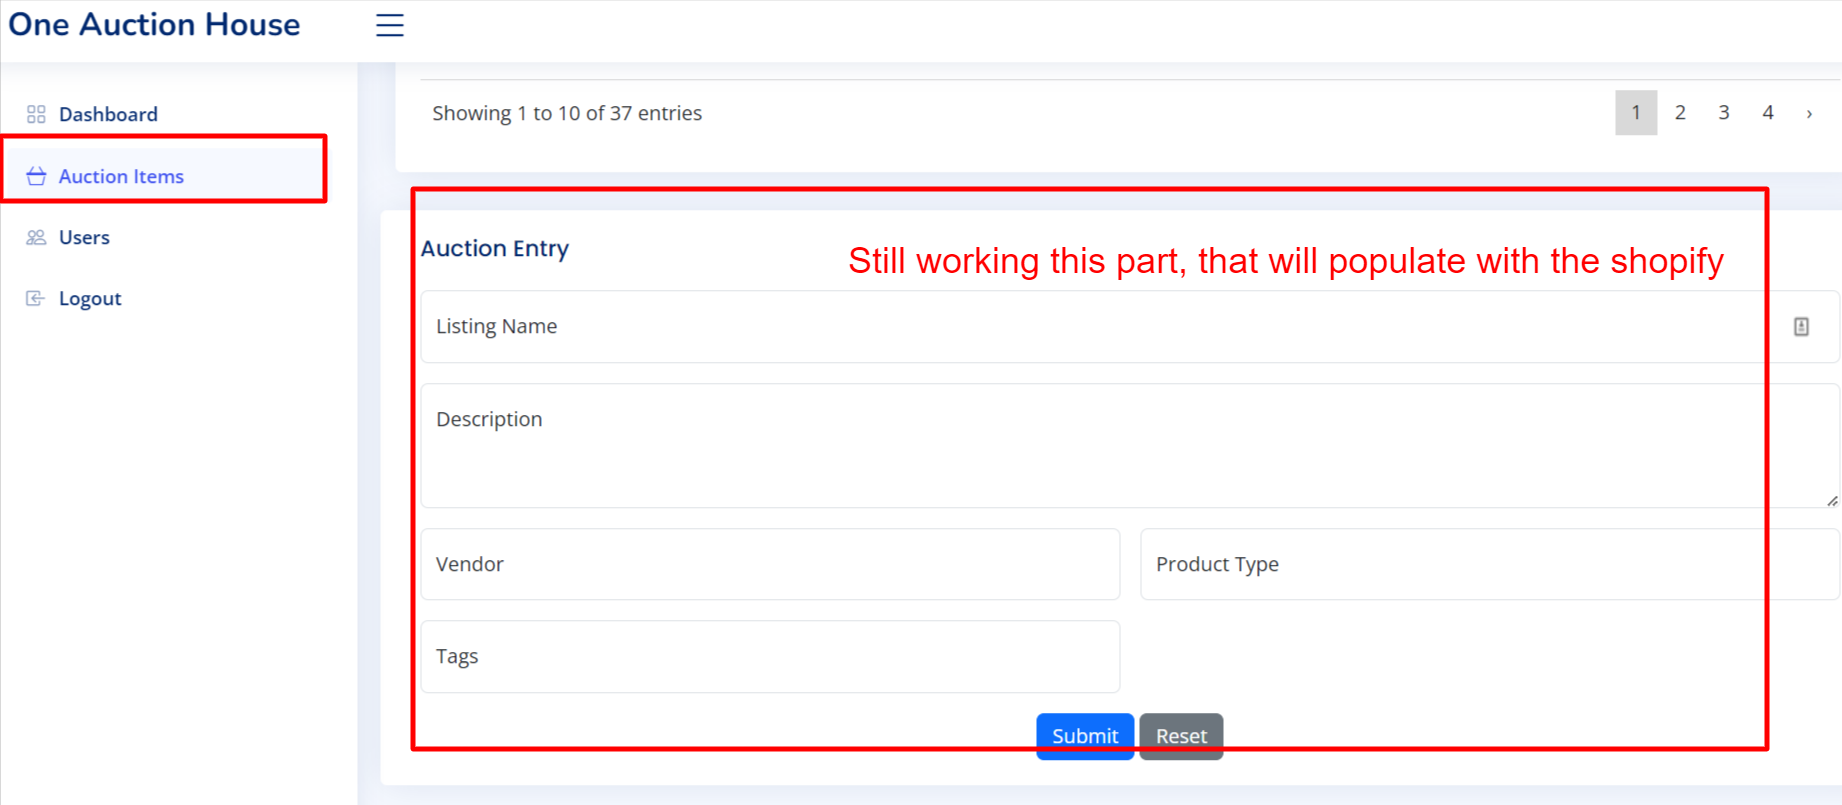 One Auction House
Dashboard
Auction Items
Users
Logout
Showing 1 to 10 of 37 entries
1 2 3 4 ›
Auction Entry
Still working this part, that will populate with the shopify
Listing Name
Description
Vendor
Product Type
Tags
Submit
Reset